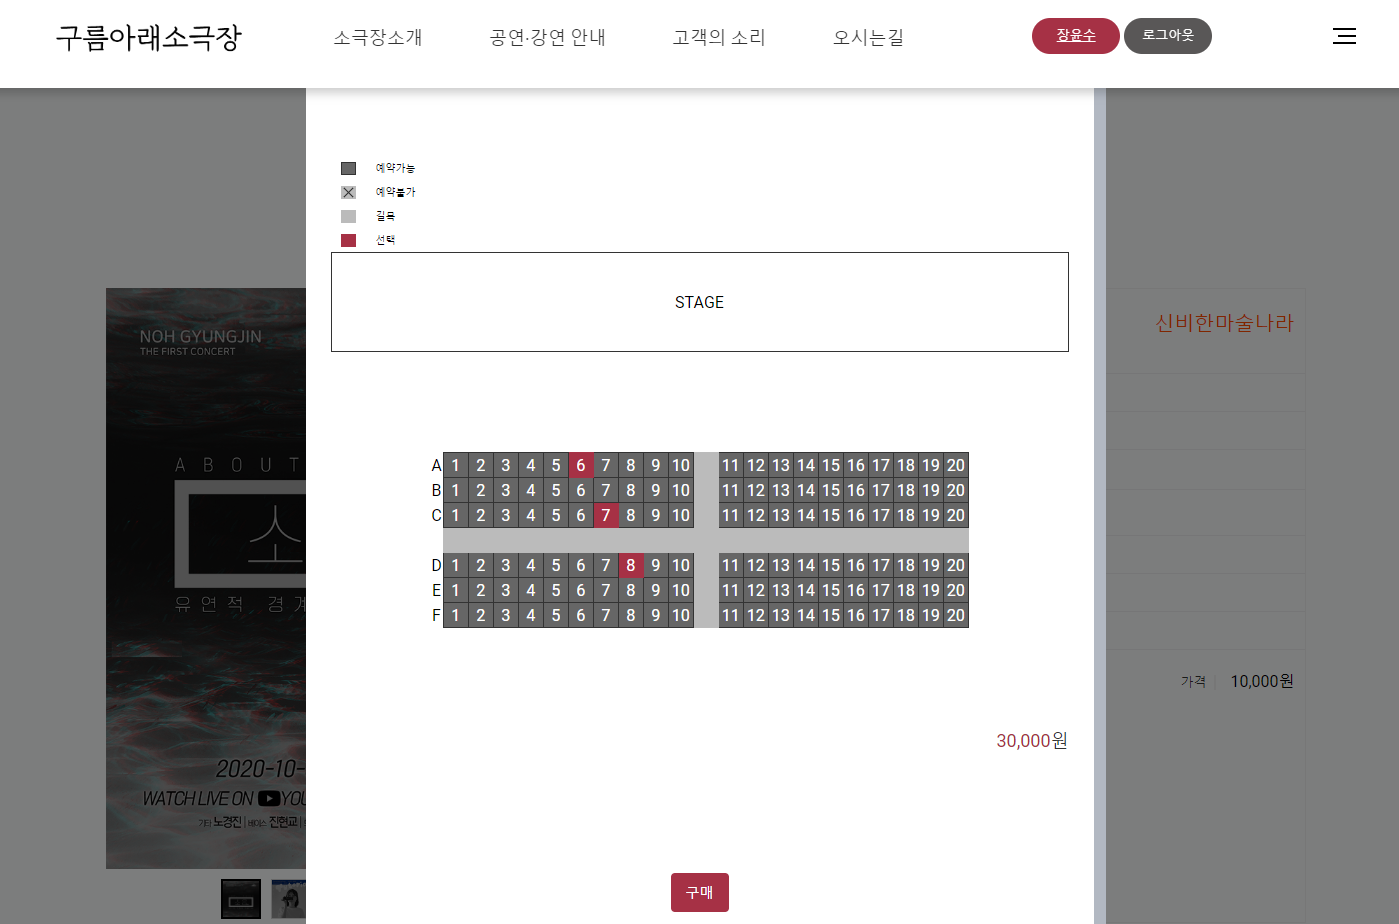 구름아래소극장
소극장소개 공연·강연 안내 고객의 소리 오시는길
장윤수 로그아웃
예약가능
예약불가
길목
선택
STAGE
A 1 2 3 4 5 6 7 8 9 10 11 12 13 14 15 16 17 18 19 20
B 1 2 3 4 5 6 7 8 9 10 11 12 13 14 15 16 17 18 19 20
C 1 2 3 4 5 6 7 8 9 10 11 12 13 14 15 16 17 18 19 20
D 1 2 3 4 5 6 7 8 9 10 11 12 13 14 15 16 17 18 19 20
E 1 2 3 4 5 6 7 8 9 10 11 12 13 14 15 16 17 18 19 20
F 1 2 3 4 5 6 7 8 9 10 11 12 13 14 15 16 17 18 19 20
30,000원
구매
NOH GYUNGJIN
THE FIRST CONCERT
ABOUT
소
유연적 경계
2020-10-
WATCH LIVE ON YOU
기타 노경진 | 베이스 진현교 |
신비한마술나라
가격 | 10,000원